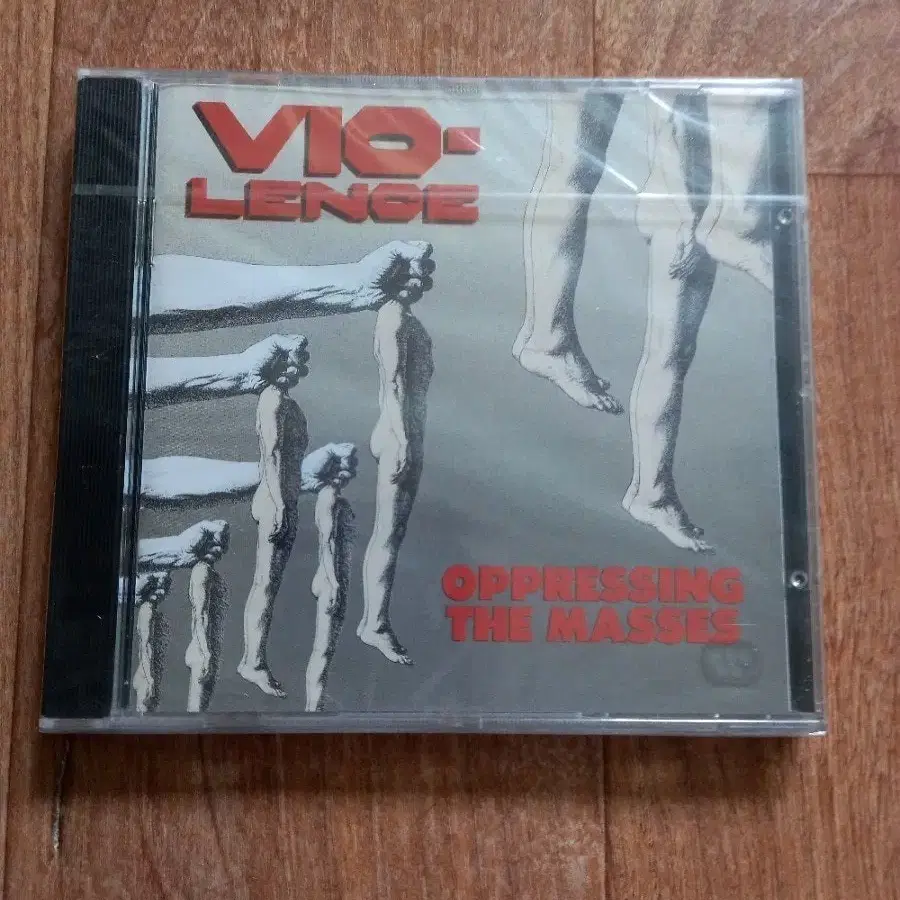 VIO-
LENCE
OPPRESSING
THE MASSES